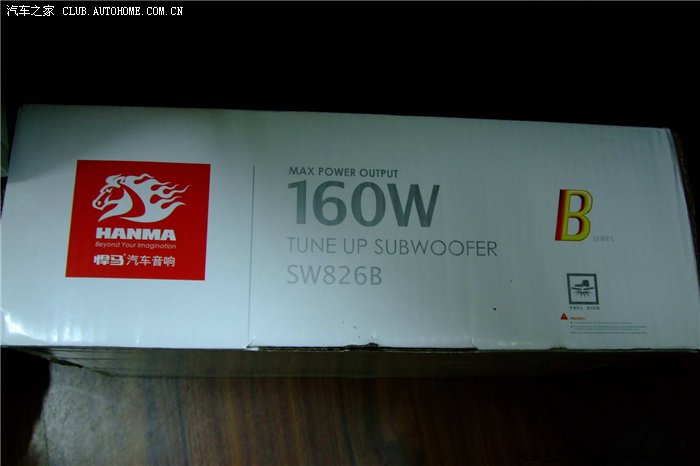 汽车之家 CLUB.AUTOHOME.COM.CN
HANMA
Beyond Your Imagination
悍马 汽车音响
MAX POWER OUTPUT
160W
TUNE UP SUBWOOFER
SW826B
B
SERIES